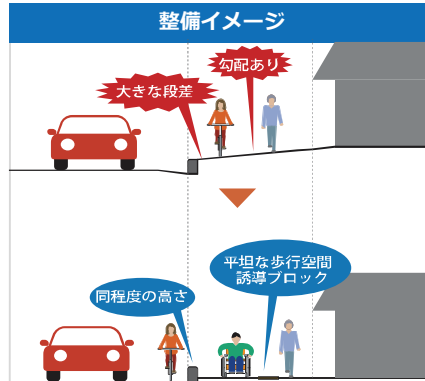 整備イメージ
勾配あり
大きな段差
平坦な歩行空間
誘導ブロック
同程度の高さ